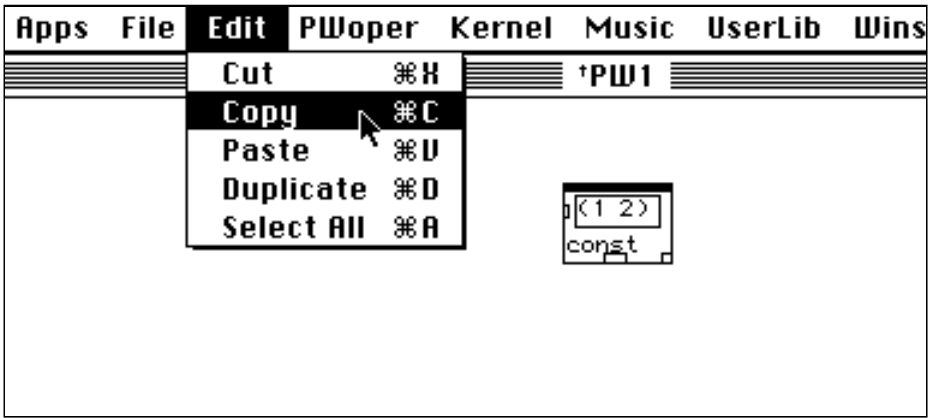 Apps File Edit PWoper Kernel Music UserLib Wins
†PW1
Cut ⌘X
Copy ⌘C
Paste ⌘V
Duplicate ⌘D
Select All ⌘A
(1 2)
const